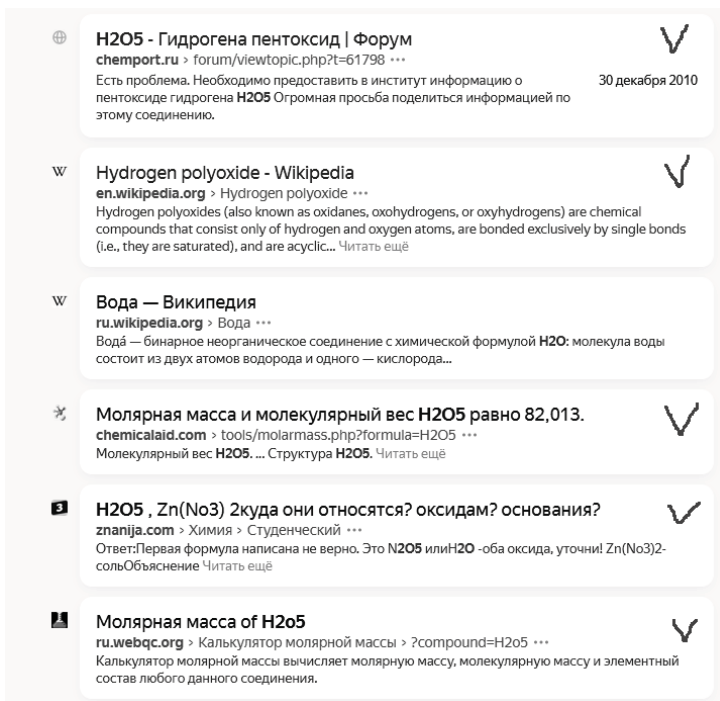 H2O5 - Гидрогена пентоксид | Форум
chemport.ru › forum/viewtopic.php?t=61798 •••
Есть проблема. Необходимо предоставить в институт информацию о
30 декабря 2010
пентоксиде гидрогена H2O5 Огромная просьба поделиться информацией по
этому соединению.
W
Hydrogen polyoxide - Wikipedia
en.wikipedia.org › Hydrogen polyoxide •••
Hydrogen polyoxides (also known as oxidanes, oxohydrogens, or oxyhydrogens) are chemical
compounds that consist only of hydrogen and oxygen atoms, are bonded exclusively by single bonds
(i.e., they are saturated), and are acyclic... Читать ещё
W
Вода — Википедия
ru.wikipedia.org › Вода •••
Вода́ — бинарное неорганическое соединение с химической формулой H2O: молекула воды
состоит из двух атомов водорода и одного — кислорода...
Молярная масса и молекулярный вес H2O5 равно 82,013.
chemicalaid.com › tools/molarmass.php?formula=H2O5 •••
Молекулярный вес H2O5. ... Структура H2O5. Читать ещё
3
H2O5 , Zn(No3) 2куда они относятся? оксидам? основания?
znanija.com › Химия › Студенческий •••
Ответ:Первая формула написана не верно. Это N2O5 илиH2O -оба оксида, уточни! Zn(No3)2-
сольОбъяснение Читать ещё
Молярная масса of H2o5
ru.webqc.org › Калькулятор молярной массы › ?compound=H2o5 •••
Калькулятор молярной массы вычисляет молярную массу, молекулярную массу и элементный
состав любого данного соединения.